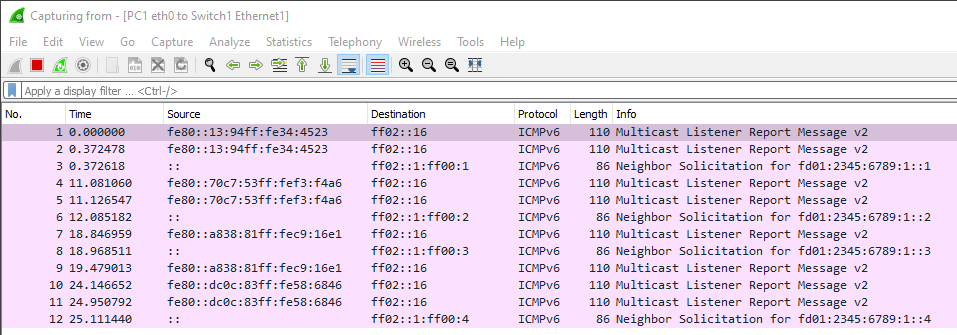 Capturing from - [PC1 eth0 to Switch1 Ethernet1]
File Edit View Go Capture Analyze Statistics Telephony Wireless Tools Help
Apply a display filter ... <Ctrl-/>
No. Time Source Destination Protocol Length Info
1 0.000000 fe80::13:94ff:fe34:4523 ff02::16 ICMPv6 110 Multicast Listener Report Message v2
2 0.372478 fe80::13:94ff:fe34:4523 ff02::16 ICMPv6 110 Multicast Listener Report Message v2
3 0.372618 :: ff02::1:ff00:1 ICMPv6 86 Neighbor Solicitation for fd01:2345:6789:1::1
4 11.081060 fe80::70c7:53ff:fef3:f4a6 ff02::16 ICMPv6 110 Multicast Listener Report Message v2
5 11.126547 fe80::70c7:53ff:fef3:f4a6 ff02::16 ICMPv6 110 Multicast Listener Report Message v2
6 12.085182 :: ff02::1:ff00:2 ICMPv6 86 Neighbor Solicitation for fd01:2345:6789:1::2
7 18.846959 fe80::a838:81ff:fec9:16e1 ff02::16 ICMPv6 110 Multicast Listener Report Message v2
8 18.968511 :: ff02::1:ff00:3 ICMPv6 86 Neighbor Solicitation for fd01:2345:6789:1::3
9 19.479013 fe80::a838:81ff:fec9:16e1 ff02::16 ICMPv6 110 Multicast Listener Report Message v2
10 24.146652 fe80::dc0c:83ff:fe58:6846 ff02::16 ICMPv6 110 Multicast Listener Report Message v2
11 24.950792 fe80::dc0c:83ff:fe58:6846 ff02::16 ICMPv6 110 Multicast Listener Report Message v2
12 25.111440 :: ff02::1:ff00:4 ICMPv6 86 Neighbor Solicitation for fd01:2345:6789:1::4